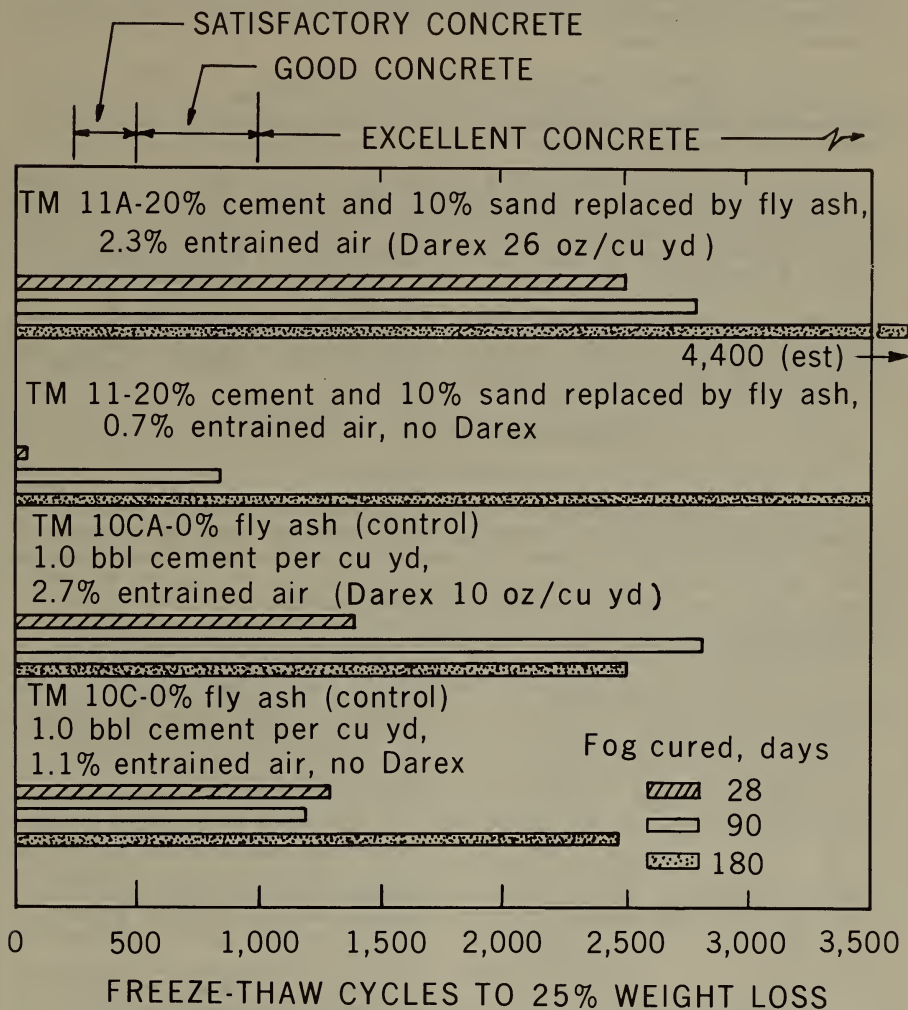 SATISFACTORY CONCRETE
GOOD CONCRETE
EXCELLENT CONCRETE
TM 11A-20% cement and 10% sand replaced by fly ash,
2.3% entrained air (Darex 26 oz/cu yd)
4,400 (est)
TM 11-20% cement and 10% sand replaced by fly ash,
0.7% entrained air, no Darex
TM 10CA-0% fly ash (control)
1.0 bbl cement per cu yd,
2.7% entrained air (Darex 10 oz/cu yd)
TM 10C-0% fly ash (control)
1.0 bbl cement per cu yd,
1.1% entrained air, no Darex
Fog cured, days
28
90
180
0 500 1,000 1,500 2,000 2,500 3,000 3,500
FREEZE-THAW CYCLES TO 25% WEIGHT LOSS